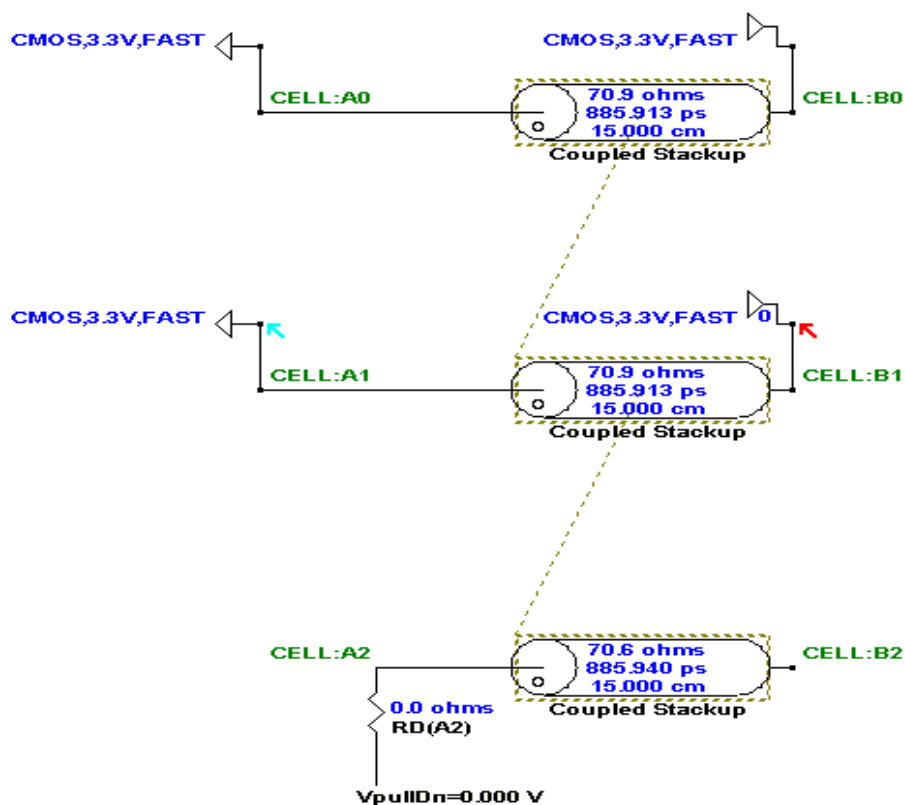 CMOS,3.3V,FAST
CMOS,3.3V,FAST
CELL:A0
70.9 ohms
885.913 ps
15.000 cm
CELL:B0
Coupled Stackup
CMOS,3.3V,FAST
CMOS,3.3V,FAST
0
CELL:A1
70.9 ohms
885.913 ps
15.000 cm
CELL:B1
Coupled Stackup
CELL:A2
70.6 ohms
885.940 ps
15.000 cm
CELL:B2
Coupled Stackup
0.0 ohms
RD(A2)
VpullDn=0.000 V